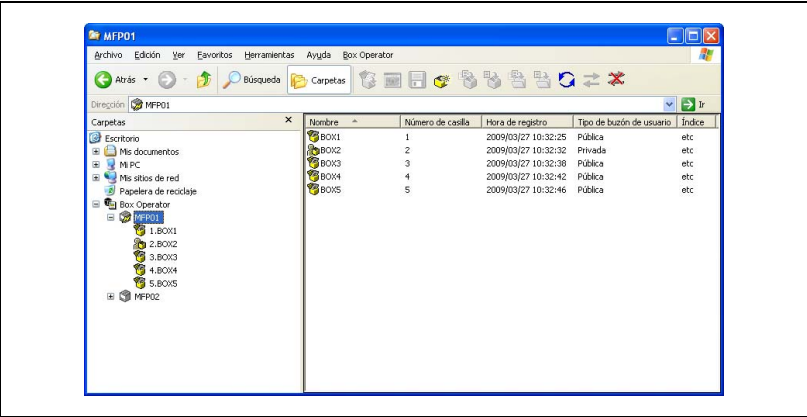 MFP01
Archivo Edición Ver Favoritos Herramientas Ayuda Box Operator
Atrás Búsqueda Carpetas
Dirección MFP01 Ir
Carpetas
Escritorio
Mis documentos
Mi PC
Mis sitios de red
Papelera de reciclaje
Box Operator
MFP01
1.BOX1
2.BOX2
3.BOX3
4.BOX4
5.BOX5
MFP02
Nombre Número de casilla Hora de registro Tipo de buzón de usuario Índice
BOX1 1 2009/03/27 10:32:25 Pública etc
BOX2 2 2009/03/27 10:32:32 Privada etc
BOX3 3 2009/03/27 10:32:38 Pública etc
BOX4 4 2009/03/27 10:32:42 Pública etc
BOX5 5 2009/03/27 10:32:46 Pública etc